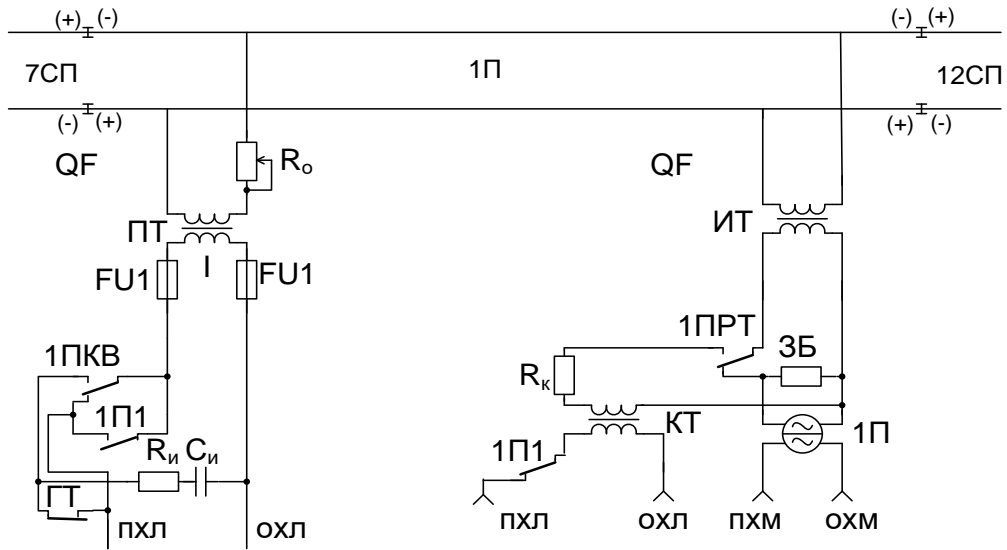 (+) (-) (-) (+)
7СП 1П 12СП
(-) (+) (+) (-)
QF Rо QF
ПТ ИТ
FU1 I FU1
1ПРТ ЗБ
1ПКВ Rк
1П1 КТ 1П
Rи Cи 1П1
ГТ
пхл охл пхл охл пхм охм